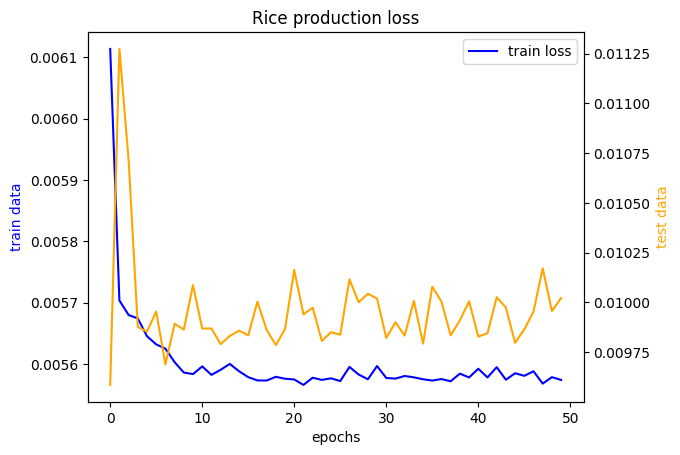 Rice production loss
train loss
train data
0.0061
0.0060
0.0059
0.0058
0.0057
0.0056
0.01125
0.01100
0.01075
0.01050
0.01025
0.01000
0.00975
test data
0 10 20 30 40 50
epochs